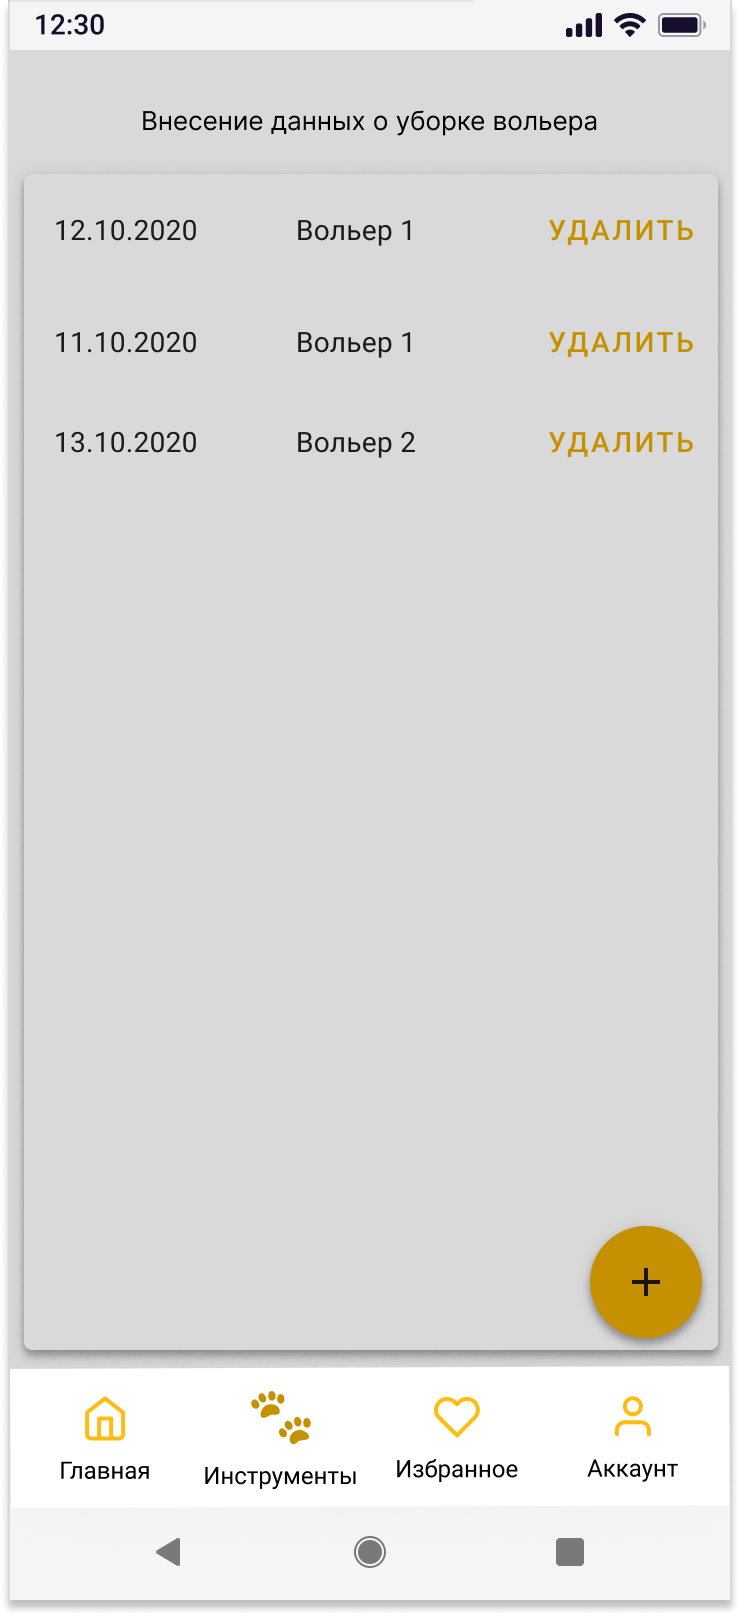 12:30
Внесение данных о уборке вольера
12.10.2020 Вольер 1 УДАЛИТЬ
11.10.2020 Вольер 1 УДАЛИТЬ
13.10.2020 Вольер 2 УДАЛИТЬ
+
Главная Инструменты Избранное Аккаунт